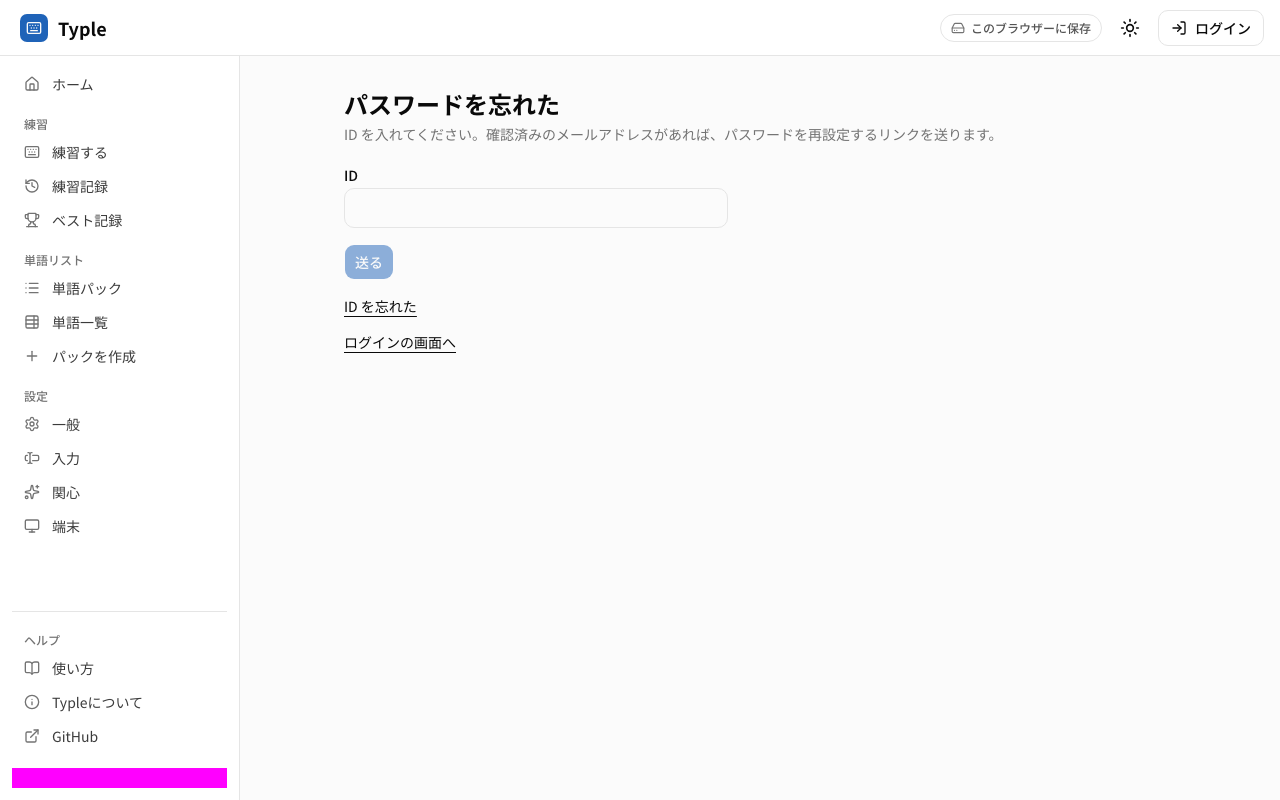 Typle
このブラウザーに保存
ログイン
ホーム
練習
練習する
練習記録
ベスト記録
単語リスト
単語パック
単語一覧
パックを作成
設定
一般
入力
関心
端末
ヘルプ
使い方
Typleについて
GitHub
パスワードを忘れた
ID を入れてください。確認済みのメールアドレスがあれば、パスワードを再設定するリンクを送ります。
ID
送る
ID を忘れた
ログインの画面へ